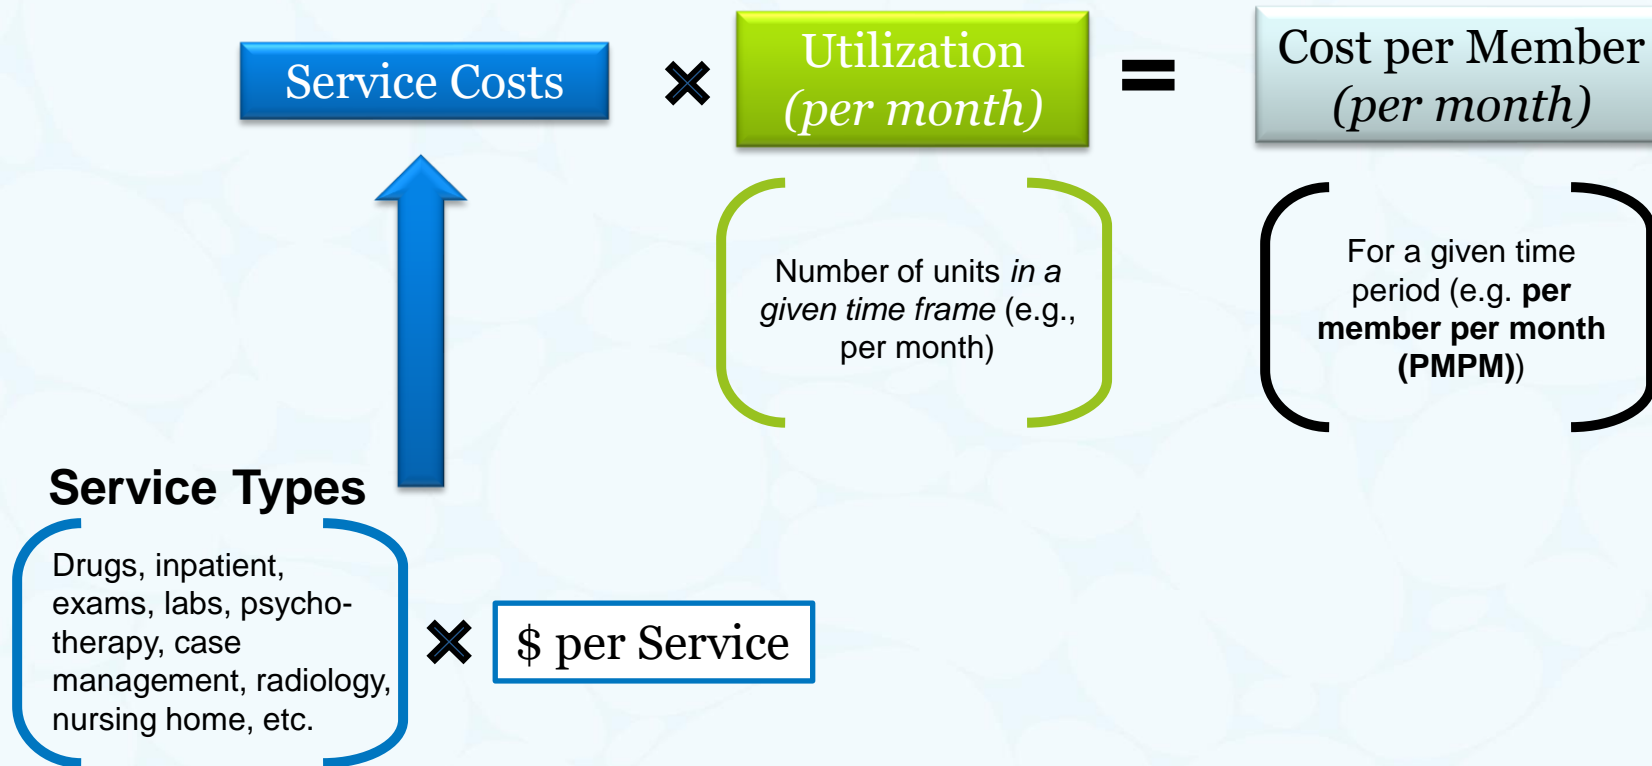 Service Costs
×
Utilization
(per month)
=
Cost per Member
(per month)
Number of units in a
given time frame (e.g.,
per month)
For a given time
period (e.g. per
member per month
(PMPM))
Service Types
Drugs, inpatient,
exams, labs, psycho-
therapy, case
management, radiology,
nursing home, etc.
×
$ per Service